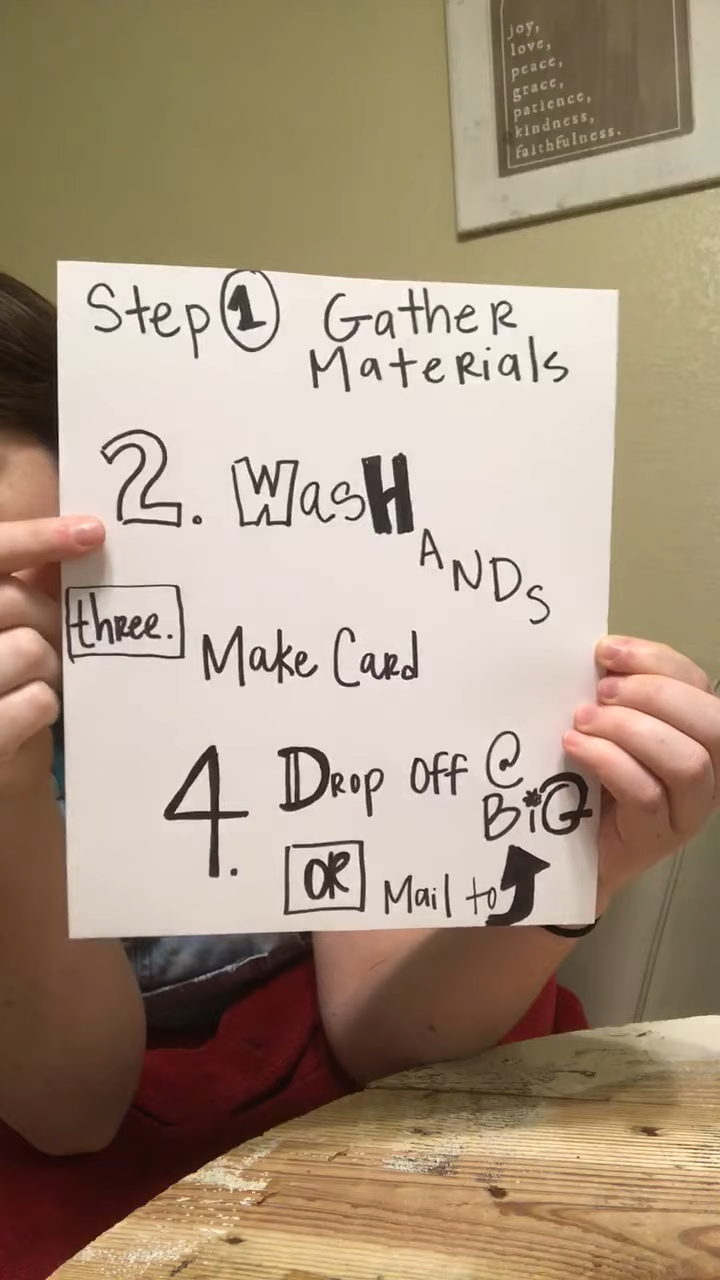 joy,
love,
peace,
grace,
patience,
kindness,
faithfulness.
Step 1 Gather
Materials
2. Wash
ANDS
three. Make Card
4. Drop off @
BiG
OR Mail to